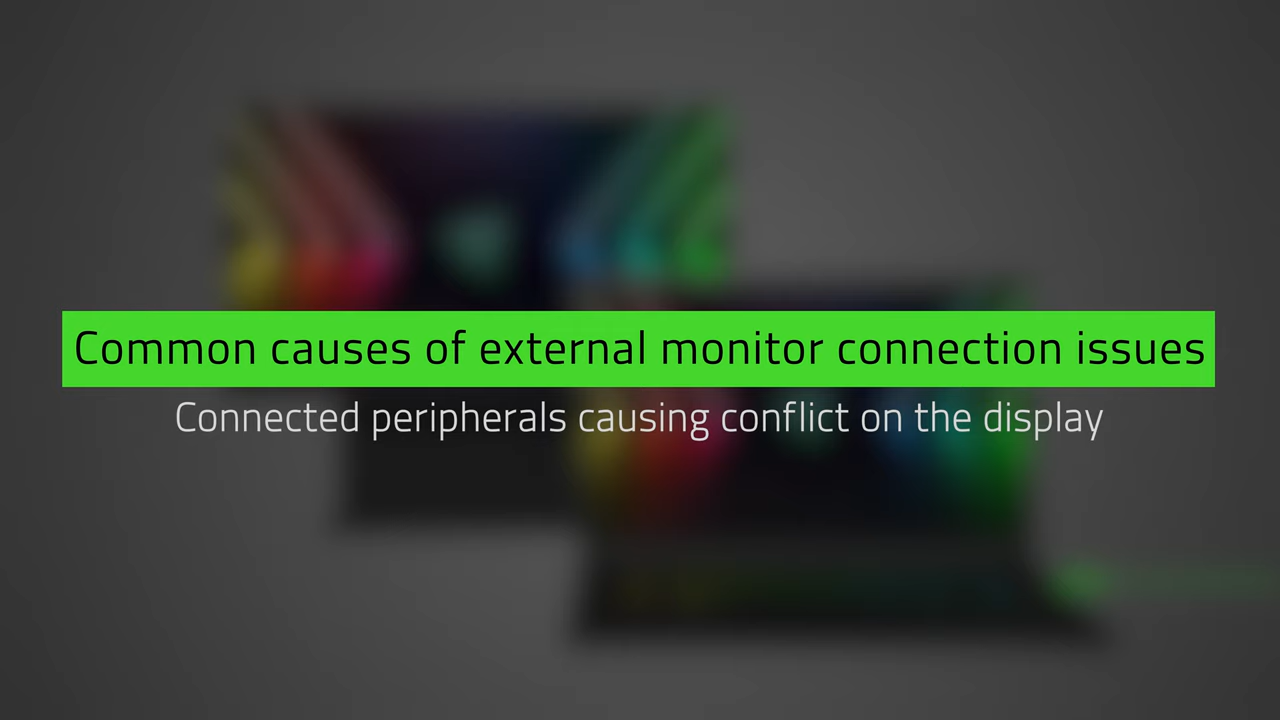 Common causes of external monitor connection issues
Connected peripherals causing conflict on the display